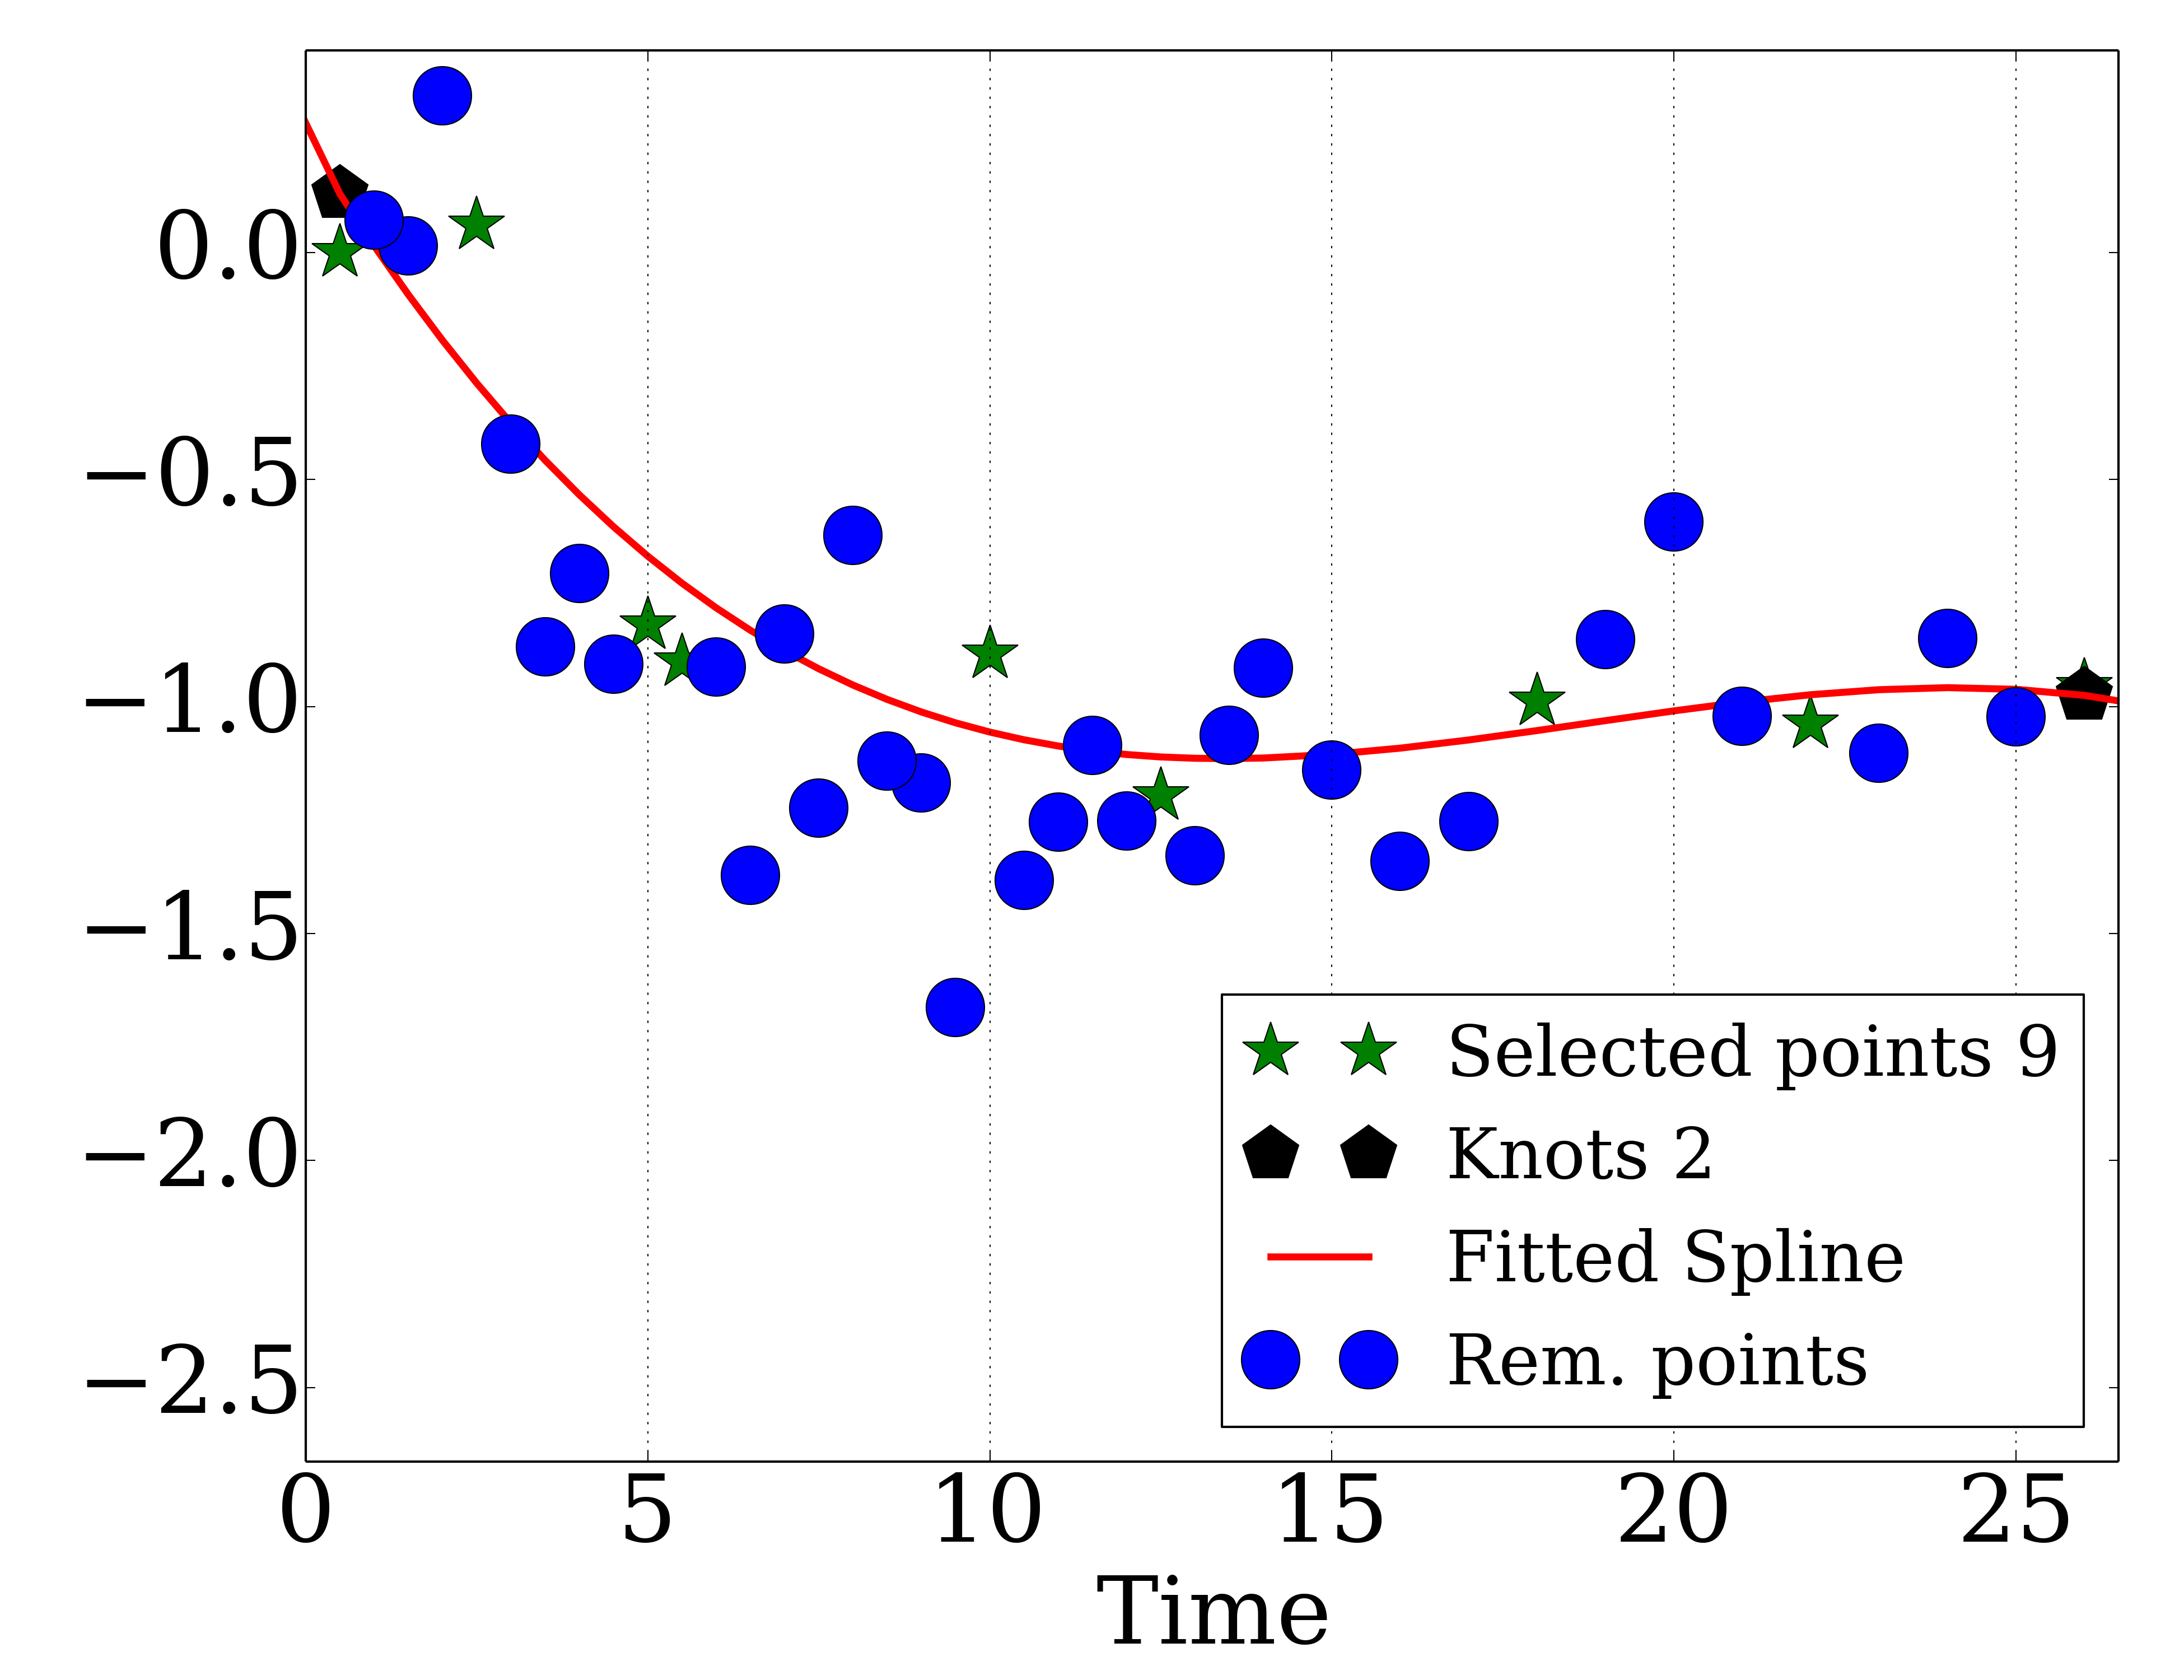 0.0
−0.5
−1.0
−1.5
−2.0
−2.5
Selected points 9
Knots 2
Fitted Spline
Rem. points
0 5 10 15 20 25
Time